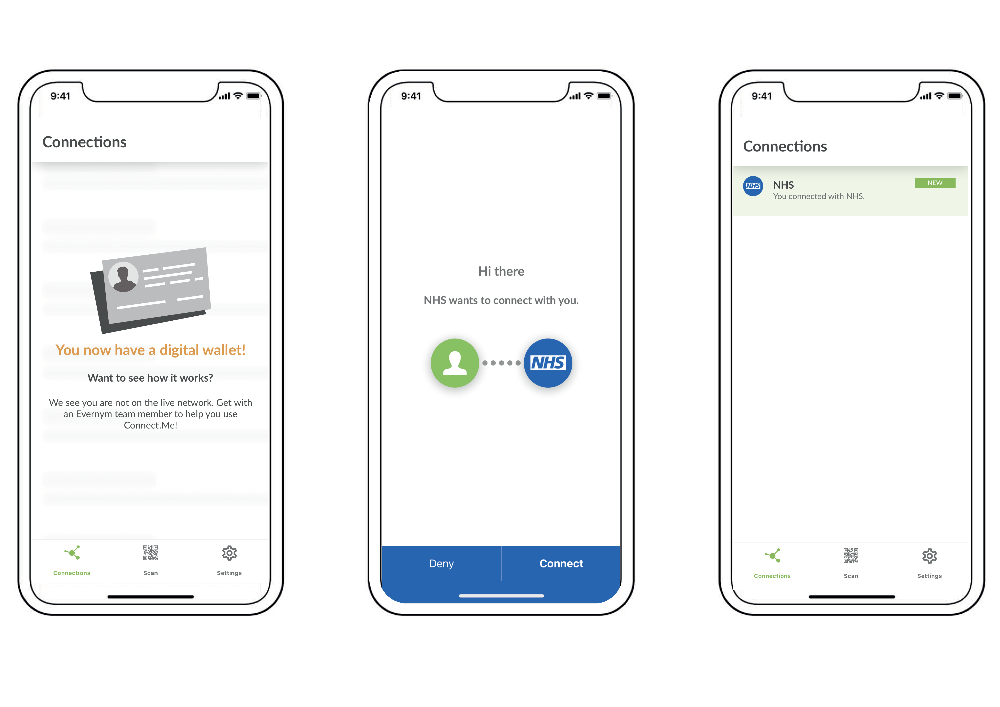 9:41
Connections
You now have a digital wallet!
Want to see how it works?
We see you are not on the live network. Get with
an Evernym team member to help you use
Connect.Me!
Connections
Scan
Settings
9:41
Hi there
NHS wants to connect with you.
NHS
Deny
Connect
9:41
Connections
NHS
NHS
NEW
You connected with NHS.
Connections
Scan
Settings